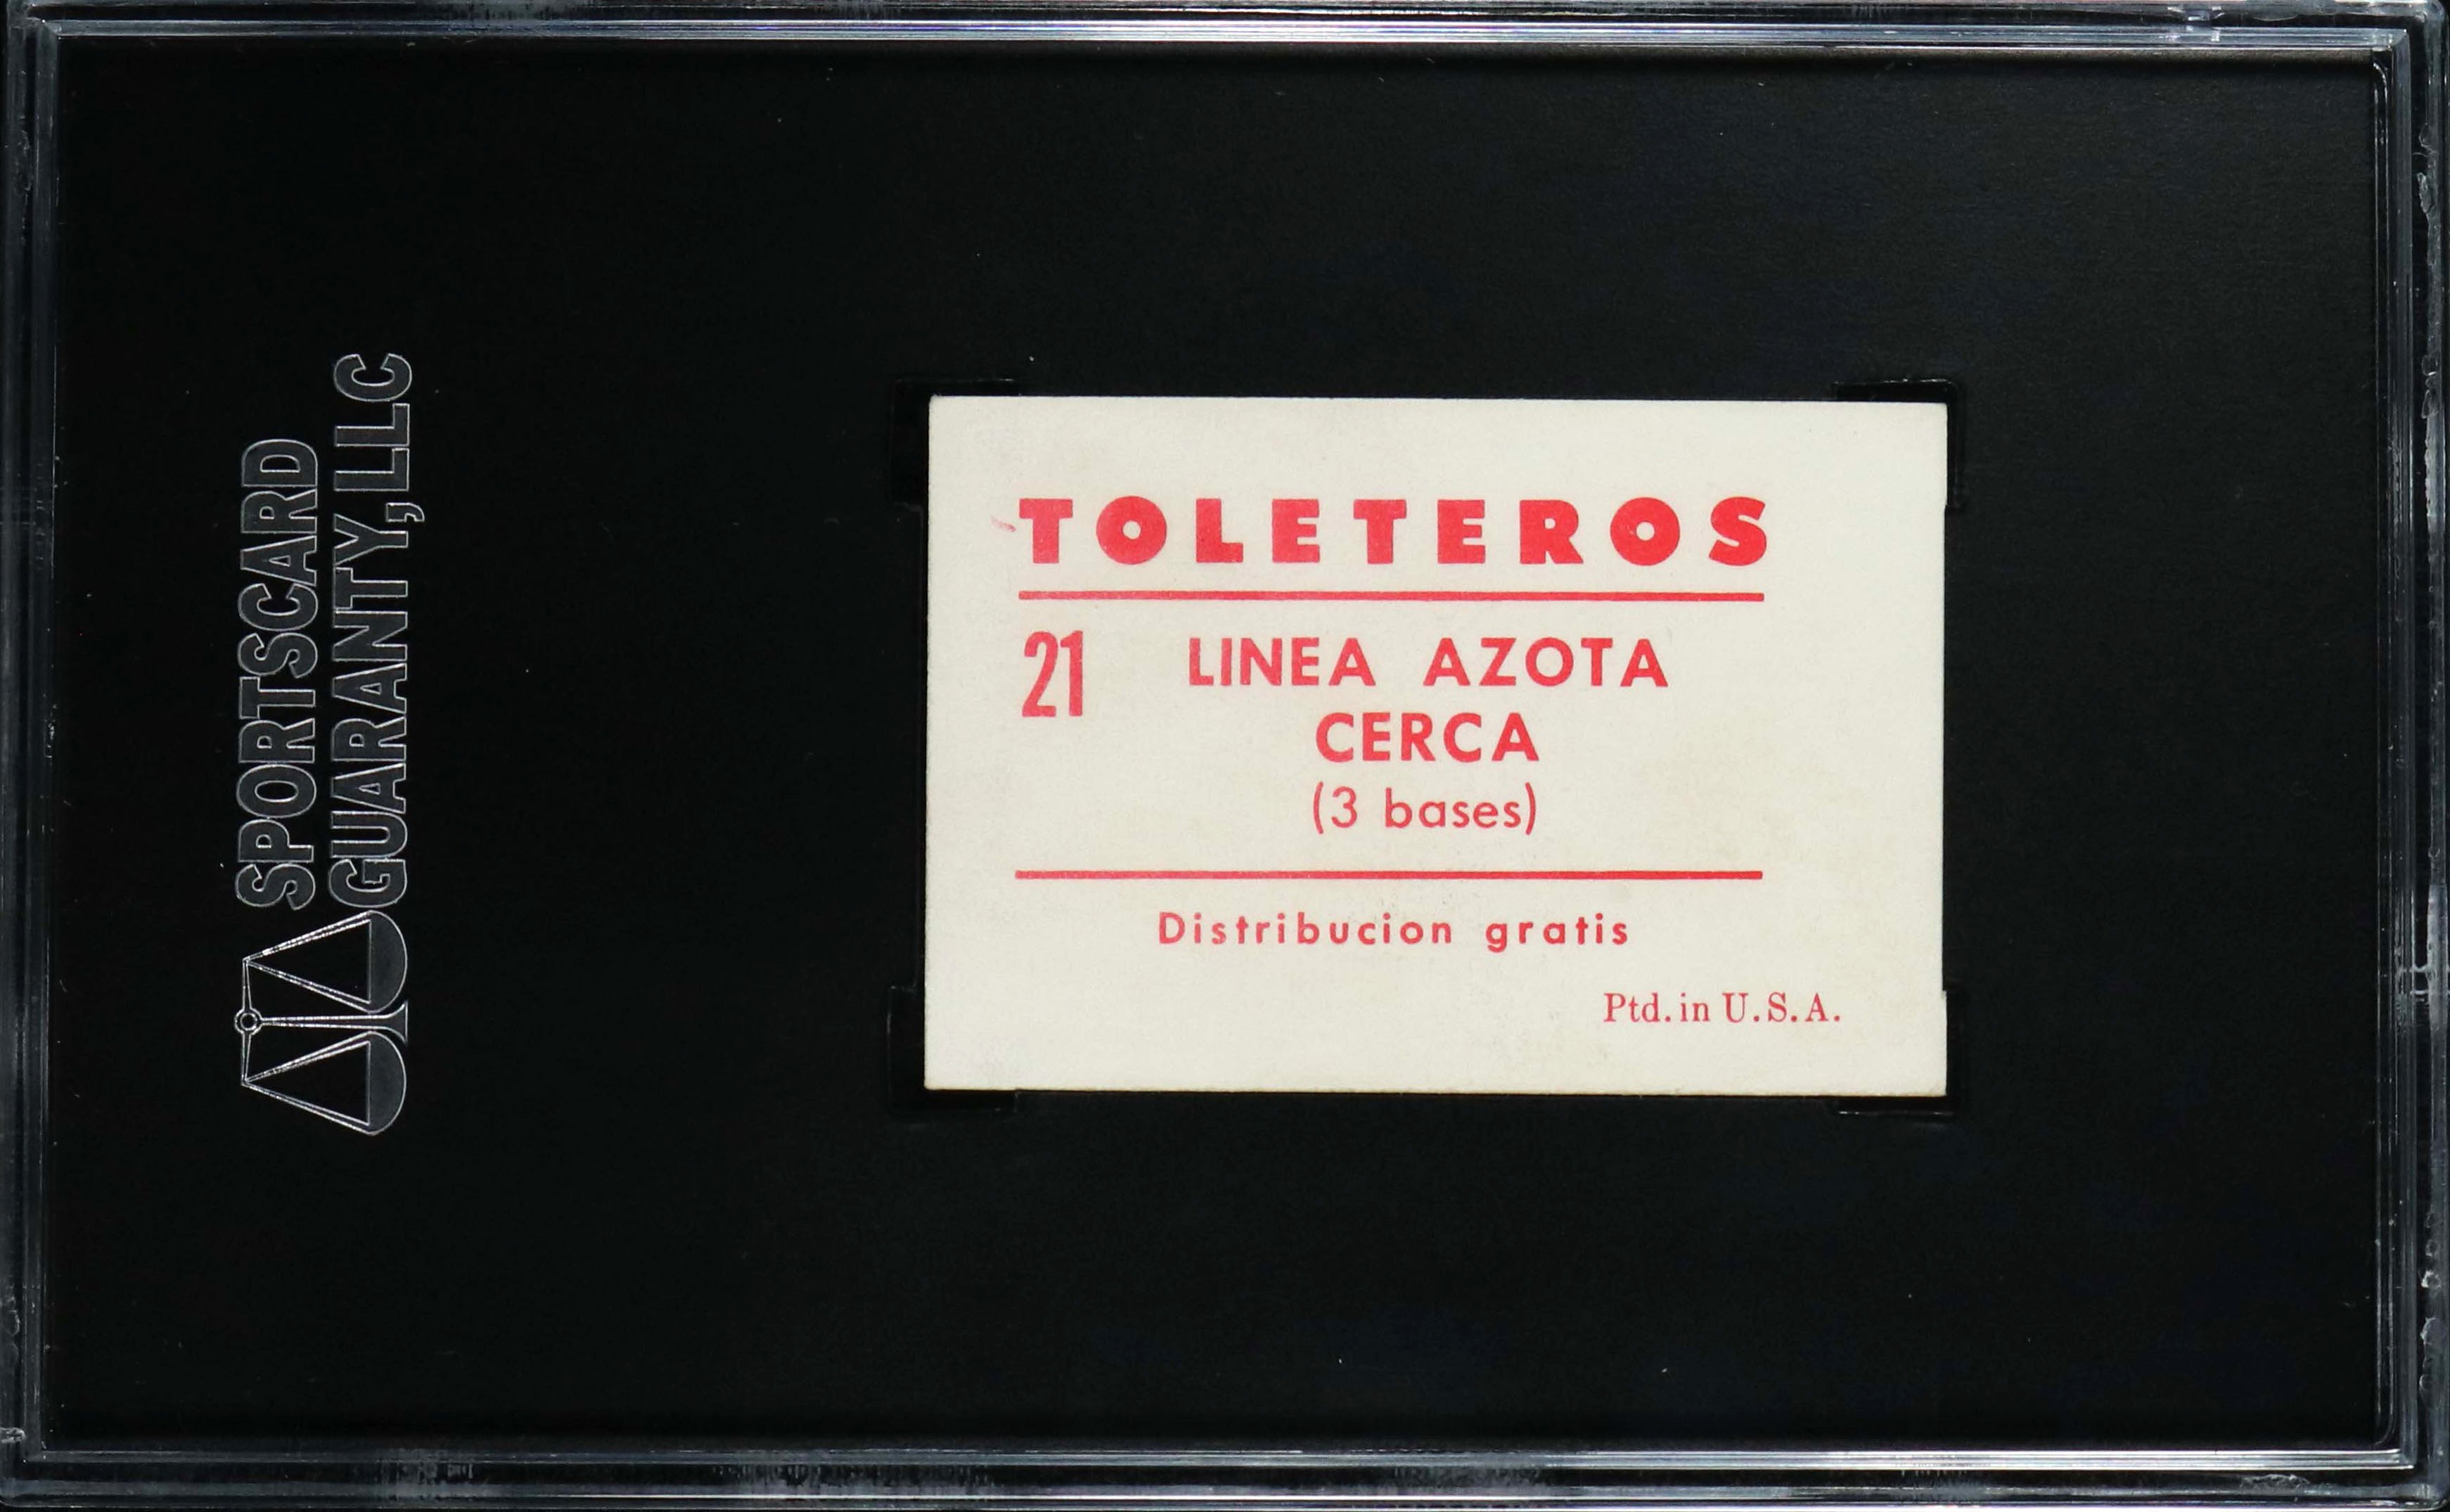 SPORTSCARD
GUARANTY, LLC
TOLETEROS
21 LINEA AZOTA
CERCA
(3 bases)
Distribucion gratis
Ptd. in U.S.A.